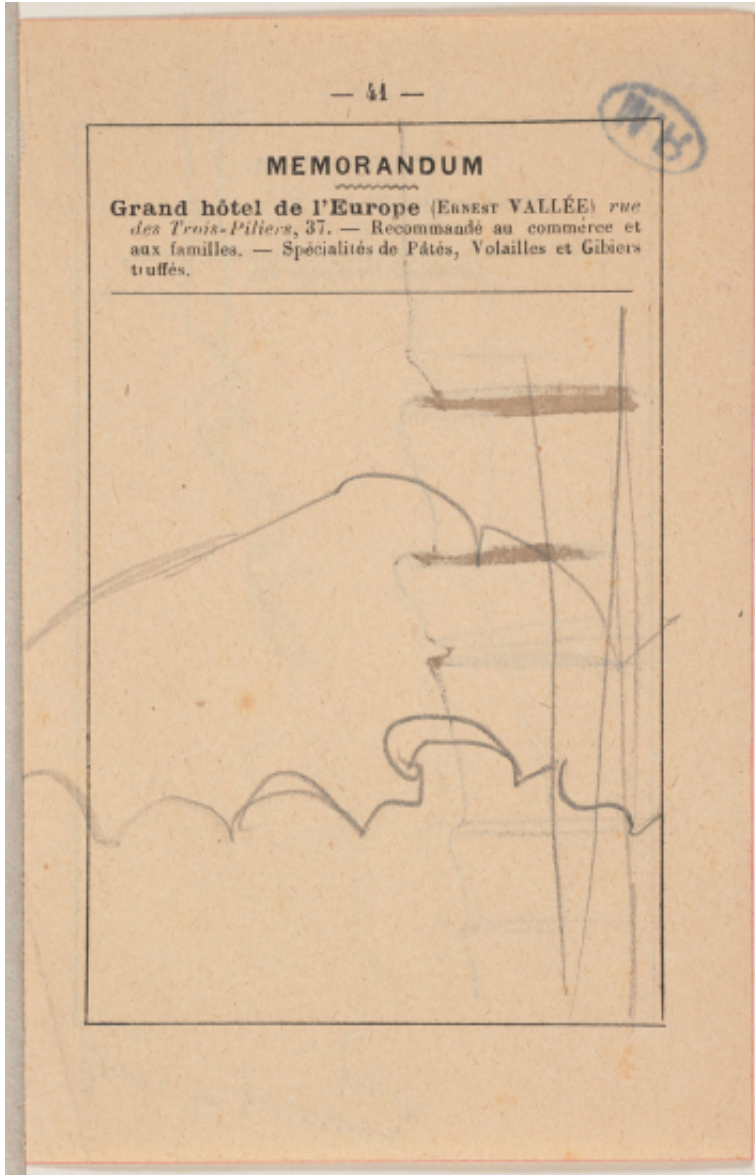 — 41 —
MEMORANDUM
Grand hôtel de l'Europe (ERNEST VALLÉE) rue
des Trois-Piliers, 37. — Recommandé au commerce et
aux familles. — Spécialités de Pâtés, Volailles et Gibiers
truffés.